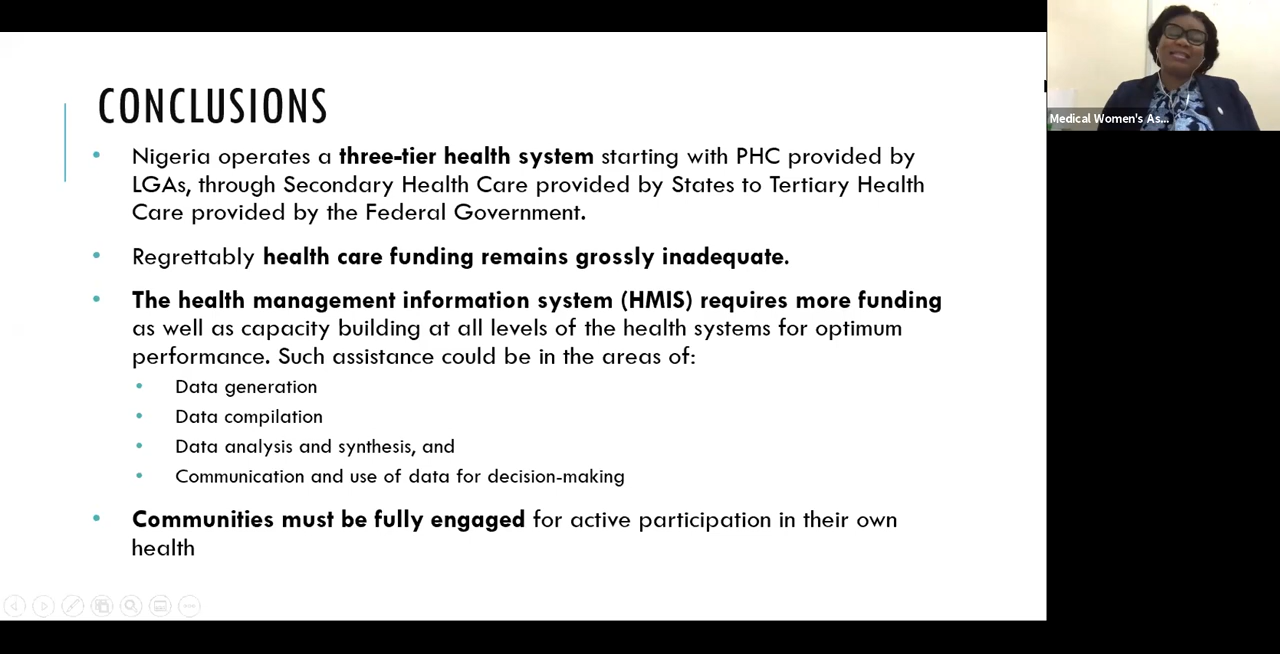 CONCLUSIONS
• Nigeria operates a three-tier health system starting with PHC provided by
LGAs, through Secondary Health Care provided by States to Tertiary Health
Care provided by the Federal Government.
• Regrettably health care funding remains grossly inadequate.
• The health management information system (HMIS) requires more funding
as well as capacity building at all levels of the health systems for optimum
performance. Such assistance could be in the areas of:
• Data generation
• Data compilation
• Data analysis and synthesis, and
• Communication and use of data for decision-making
• Communities must be fully engaged for active participation in their own
health
Medical Women's As...